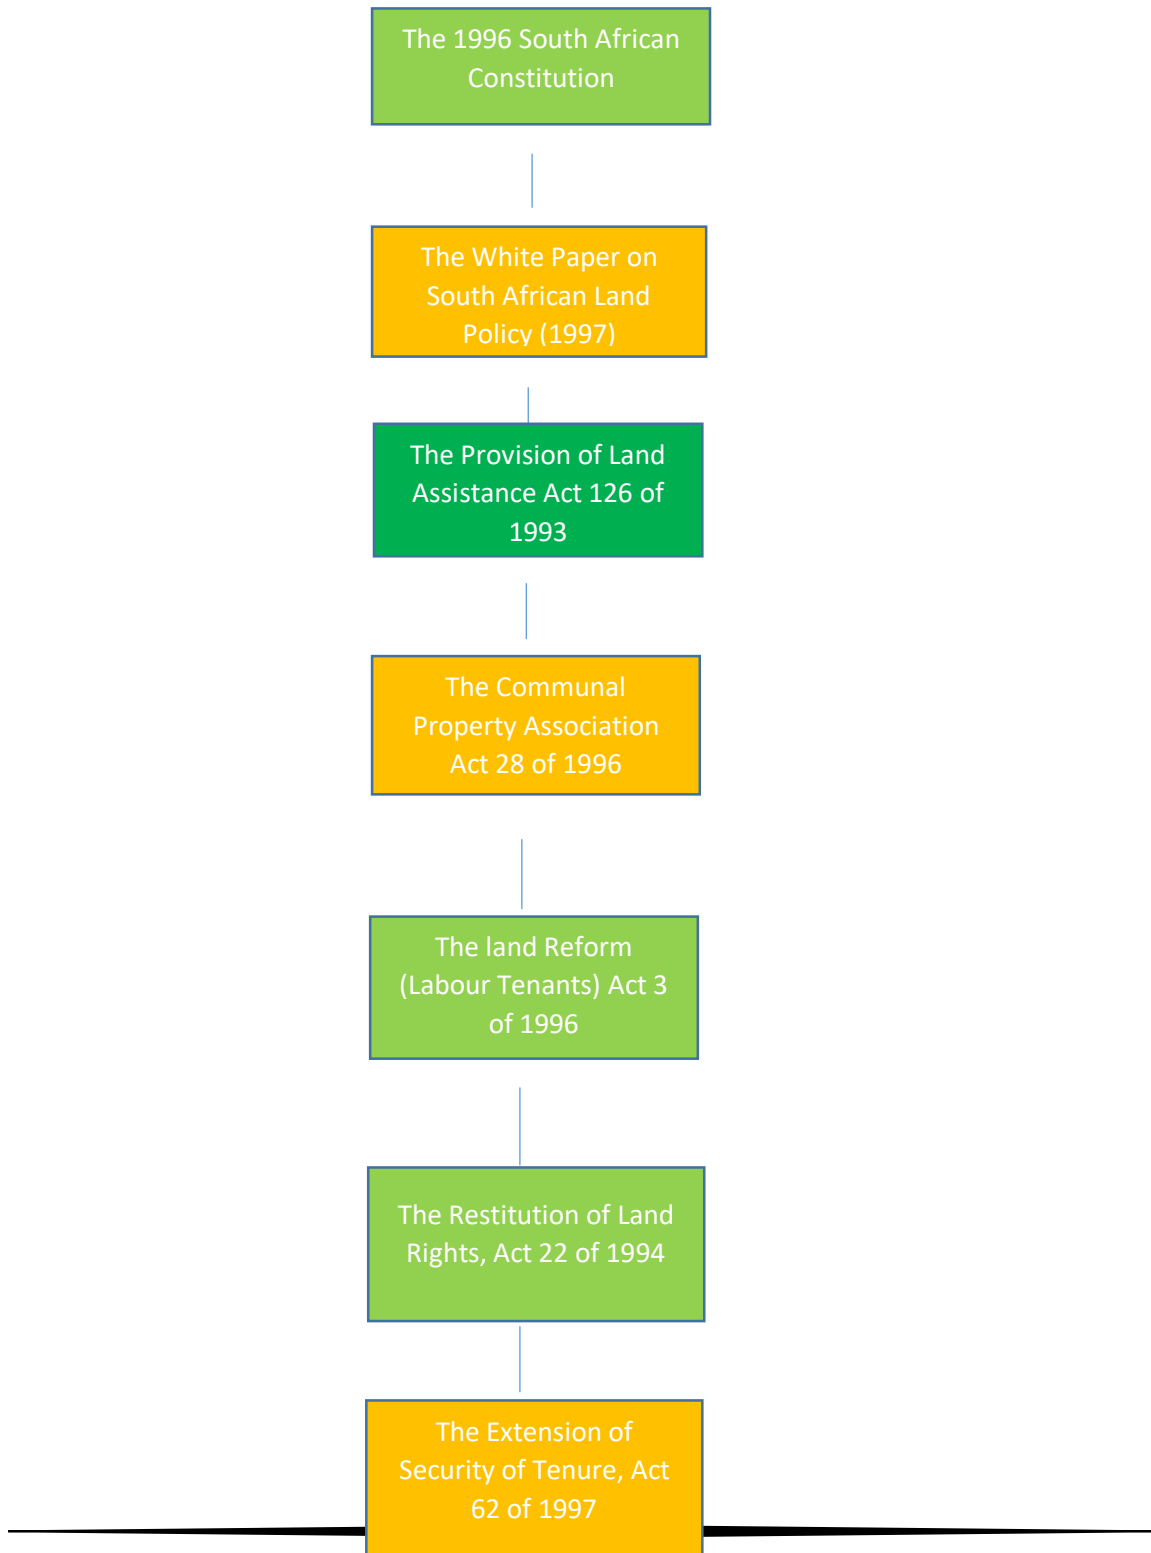 The 1996 South African
Constitution
The White Paper on
South African Land
Policy (1997)
The Provision of Land
Assistance Act 126 of
1993
The Communal
Property Association
Act 28 of 1996
The land Reform
(Labour Tenants) Act 3
of 1996
The Restitution of Land
Rights, Act 22 of 1994
The Extension of
Security of Tenure, Act
62 of 1997